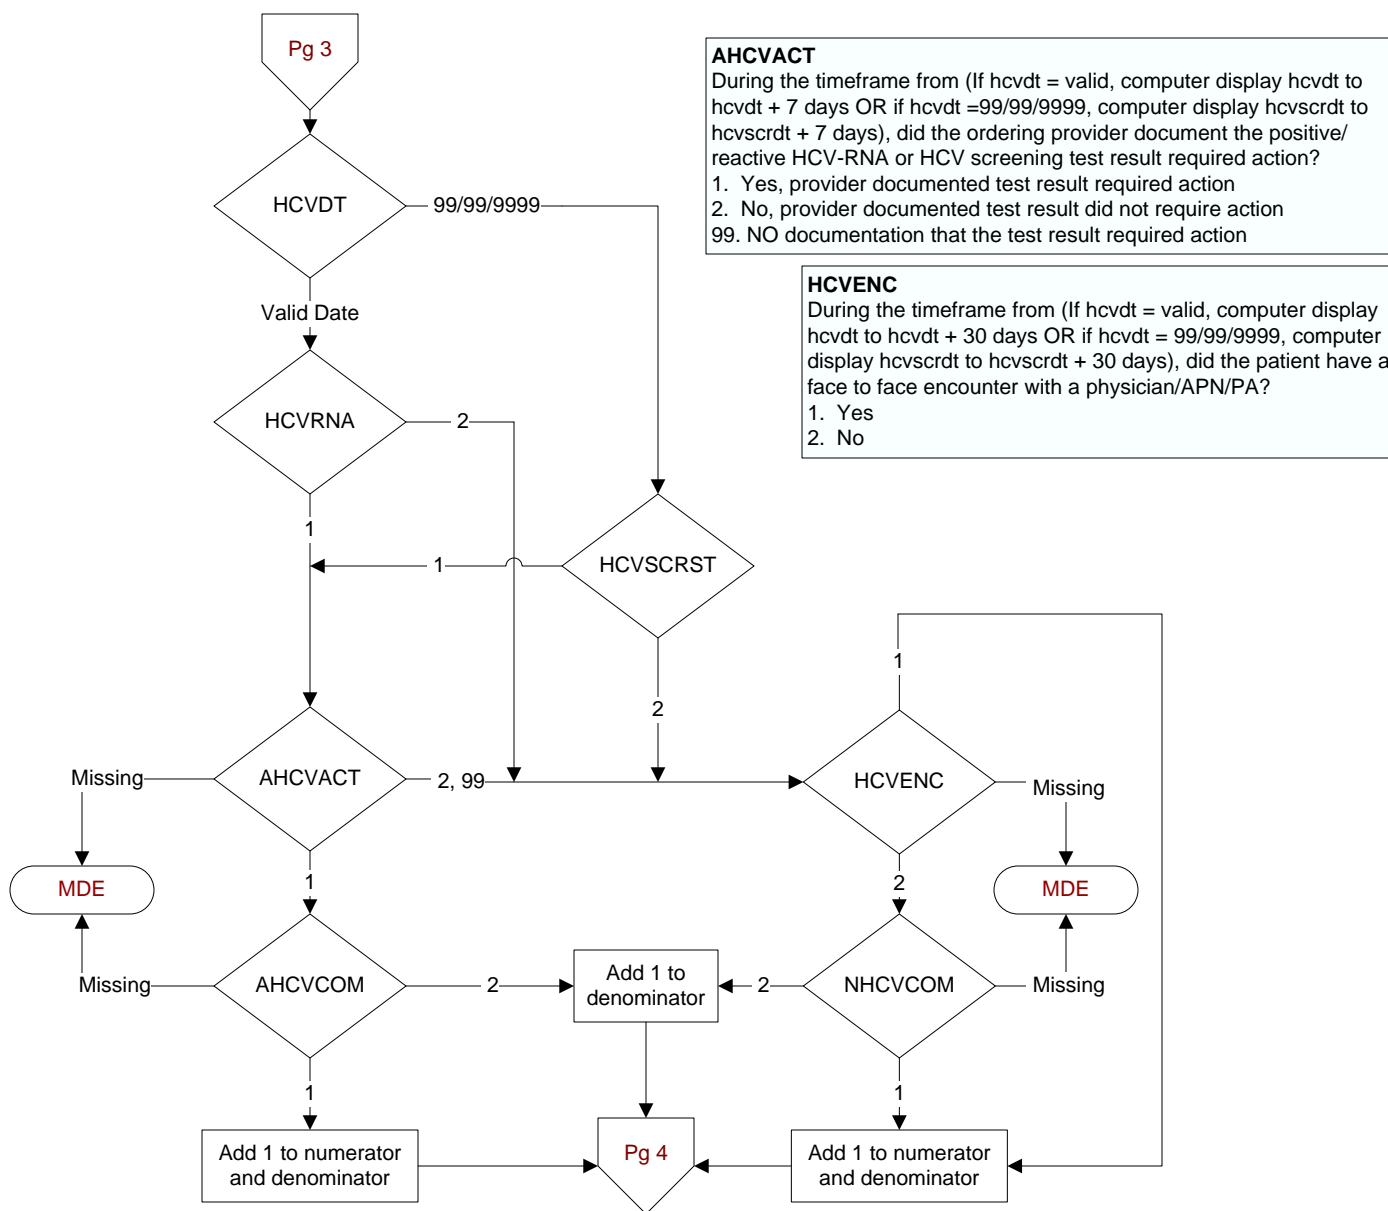 Pg 3
AHCVACT
During the timeframe from (If hcvdt = valid, computer display hcvdt to
hcvdt + 7 days OR if hcvdt =99/99/9999, computer display hcvscrdt to
hcvscrdt + 7 days), did the ordering provider document the positive/
reactive HCV-RNA or HCV screening test result required action?
1. Yes, provider documented test result required action
2. No, provider documented test result did not require action
99. NO documentation that the test result required action
HCVDT
99/99/9999
HCVENC
During the timeframe from (If hcvdt = valid, computer display
hcvdt to hcvdt + 30 days OR if hcvdt = 99/99/9999, computer
display hcvscrdt to hcvscrdt + 30 days), did the patient have a
face to face encounter with a physician/APN/PA?
1. Yes
2. No
Valid Date
HCVRNA
2
1
1
HCVSCRST
2
1
Missing
AHCVACT
2, 99
HCVENC
Missing
MDE
1
2
MDE
Missing
AHCVCOM
2
Add 1 to
denominator
2
NHCVCOM
Missing
1
1
Add 1 to numerator
and denominator
Pg 4
Add 1 to numerator
and denominator